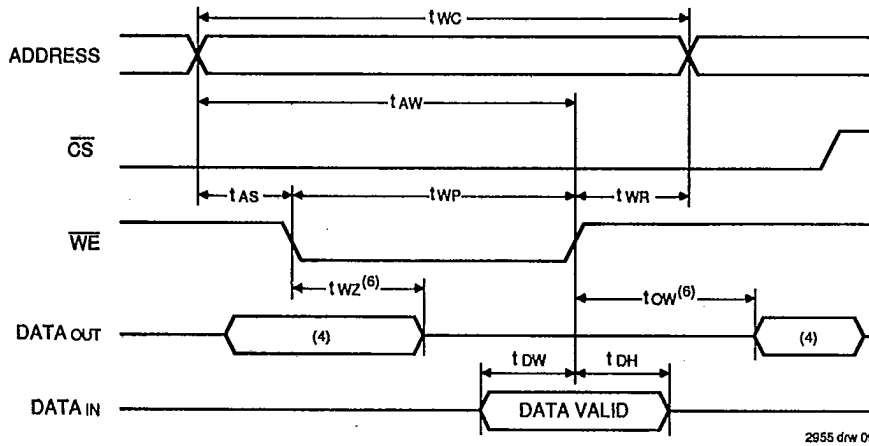 tWC
ADDRESS
tAW
CS
tAS tWP tWR
WE
tWZ(6) tOW(6)
DATA OUT (4) (4)
tDW tDH
DATA IN DATA VALID
2955 drw 09